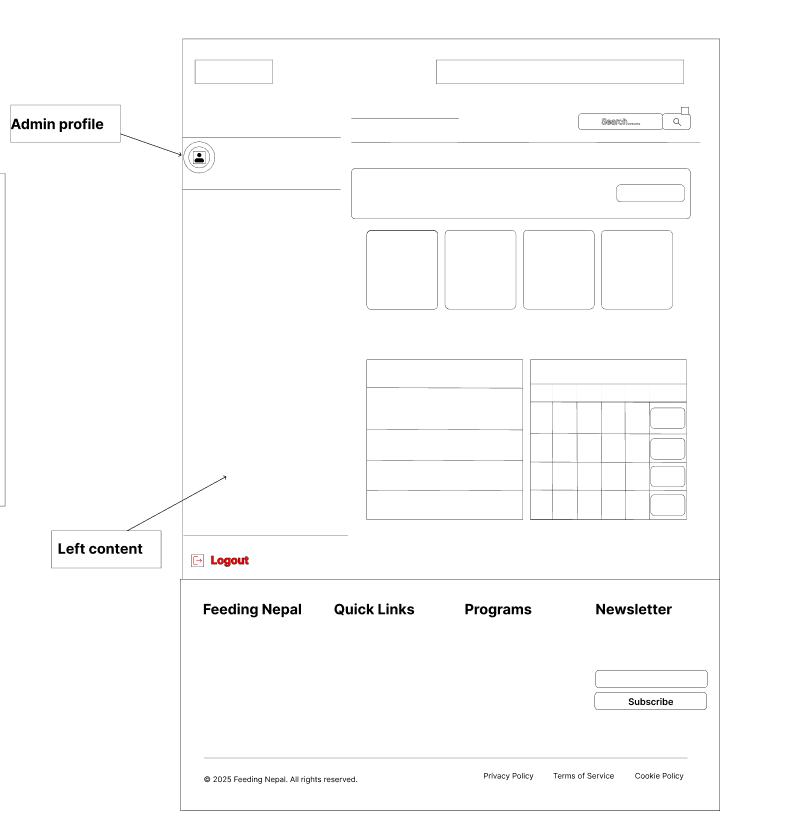 Admin profile
Search......
Left content
Logout
Feeding Nepal
Quick Links
Programs
Newsletter
Subscribe
© 2025 Feeding Nepal. All rights reserved.
Privacy Policy
Terms of Service
Cookie Policy